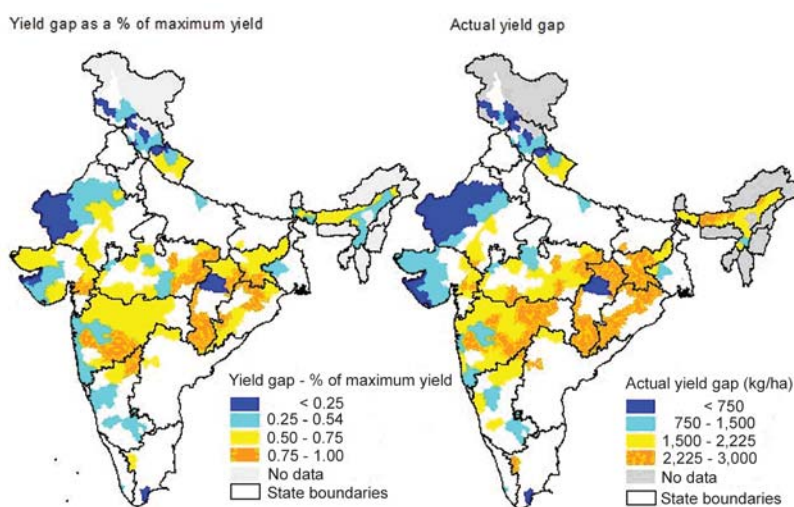 Yield gap as a % of maximum yield
Actual yield gap
Yield gap - % of maximum yield
< 0.25
0.25 - 0.54
0.50 - 0.75
0.75 - 1.00
No data
State boundaries
Actual yield gap (kg/ha)
< 750
750 - 1,500
1,500 - 2,225
2,225 - 3,000
No data
State boundaries